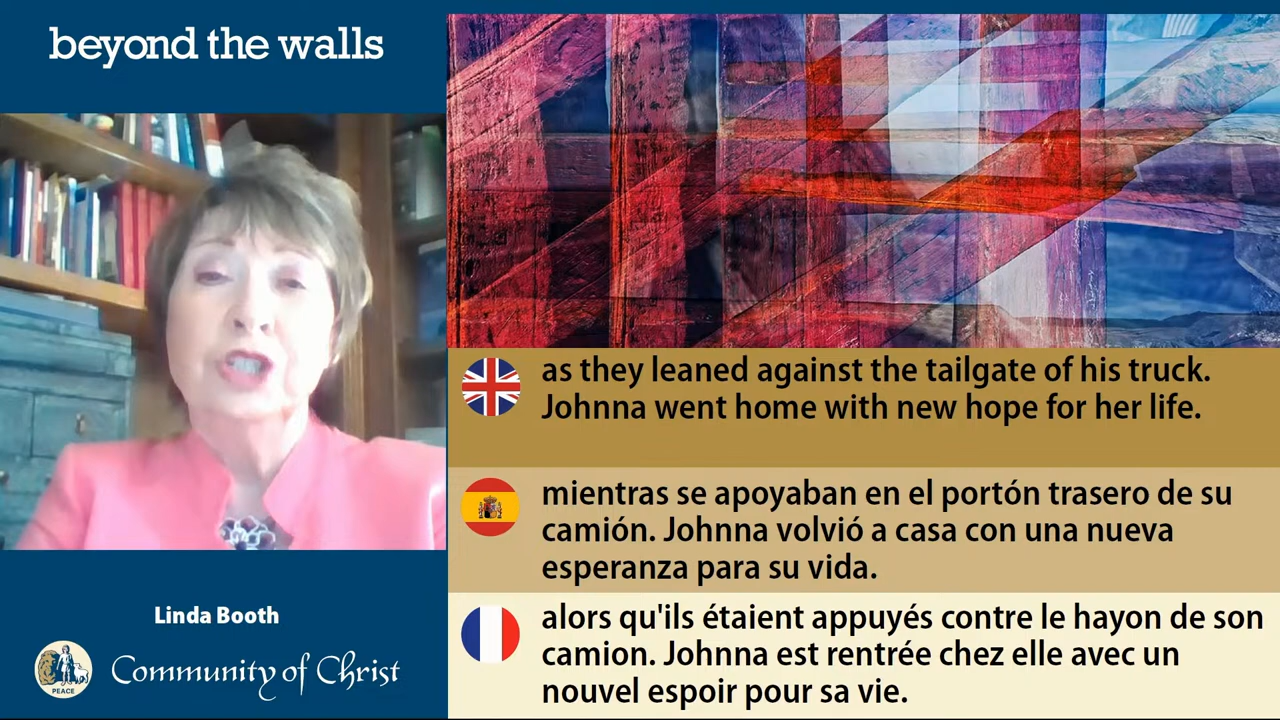 beyond the walls
as they leaned against the tailgate of his truck.
Johnna went home with new hope for her life.
mientras se apoyaban en el portón trasero de su
camión. Johnna volvió a casa con una nueva
esperanza para su vida.
alors qu'ils étaient appuyés contre le hayon de son
camion. Johnna est rentrée chez elle avec un
nouvel espoir pour sa vie.
Linda Booth
PEACE
Community of Christ